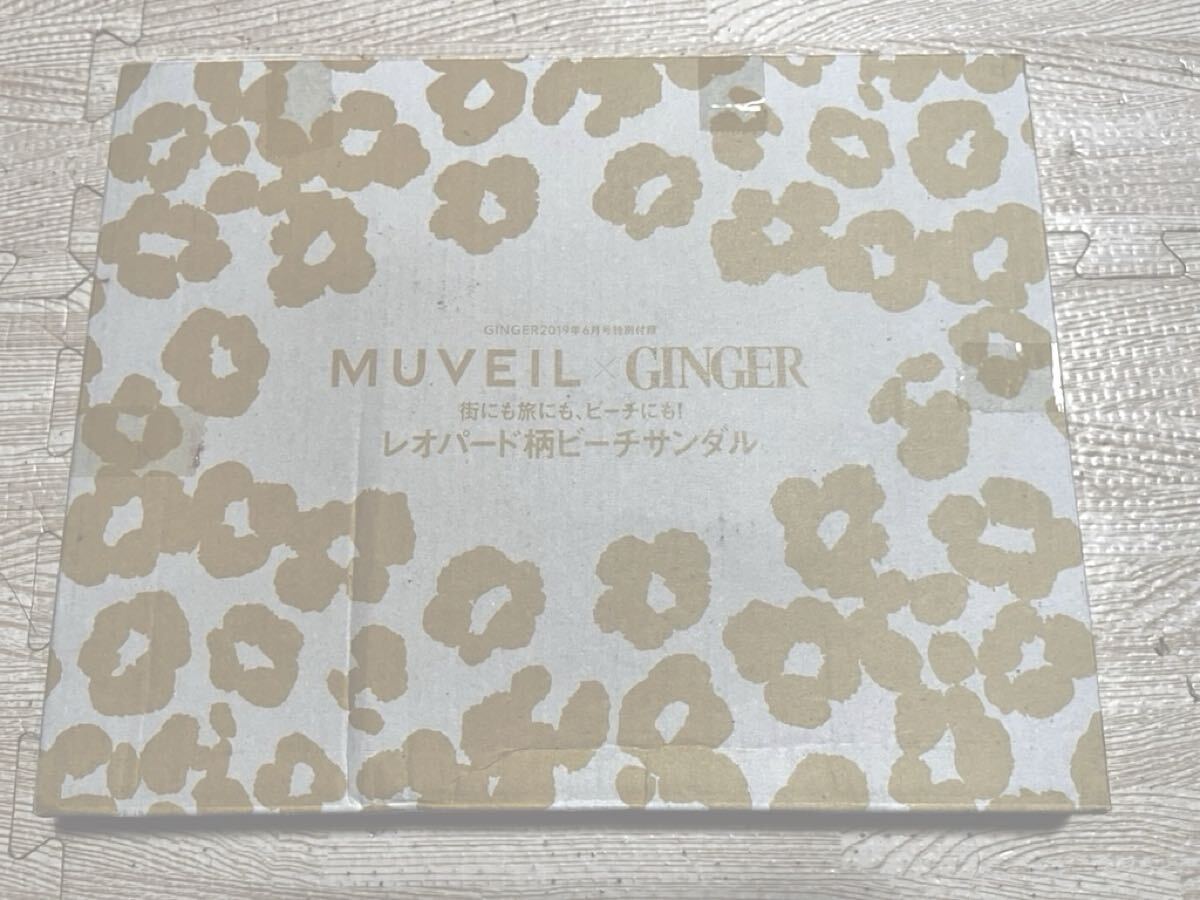 GINGER2019年6月号特別付録
MUVEIL×GINGER
街にも旅にも、ビーチにも!
レオパード柄ビーチサンダル